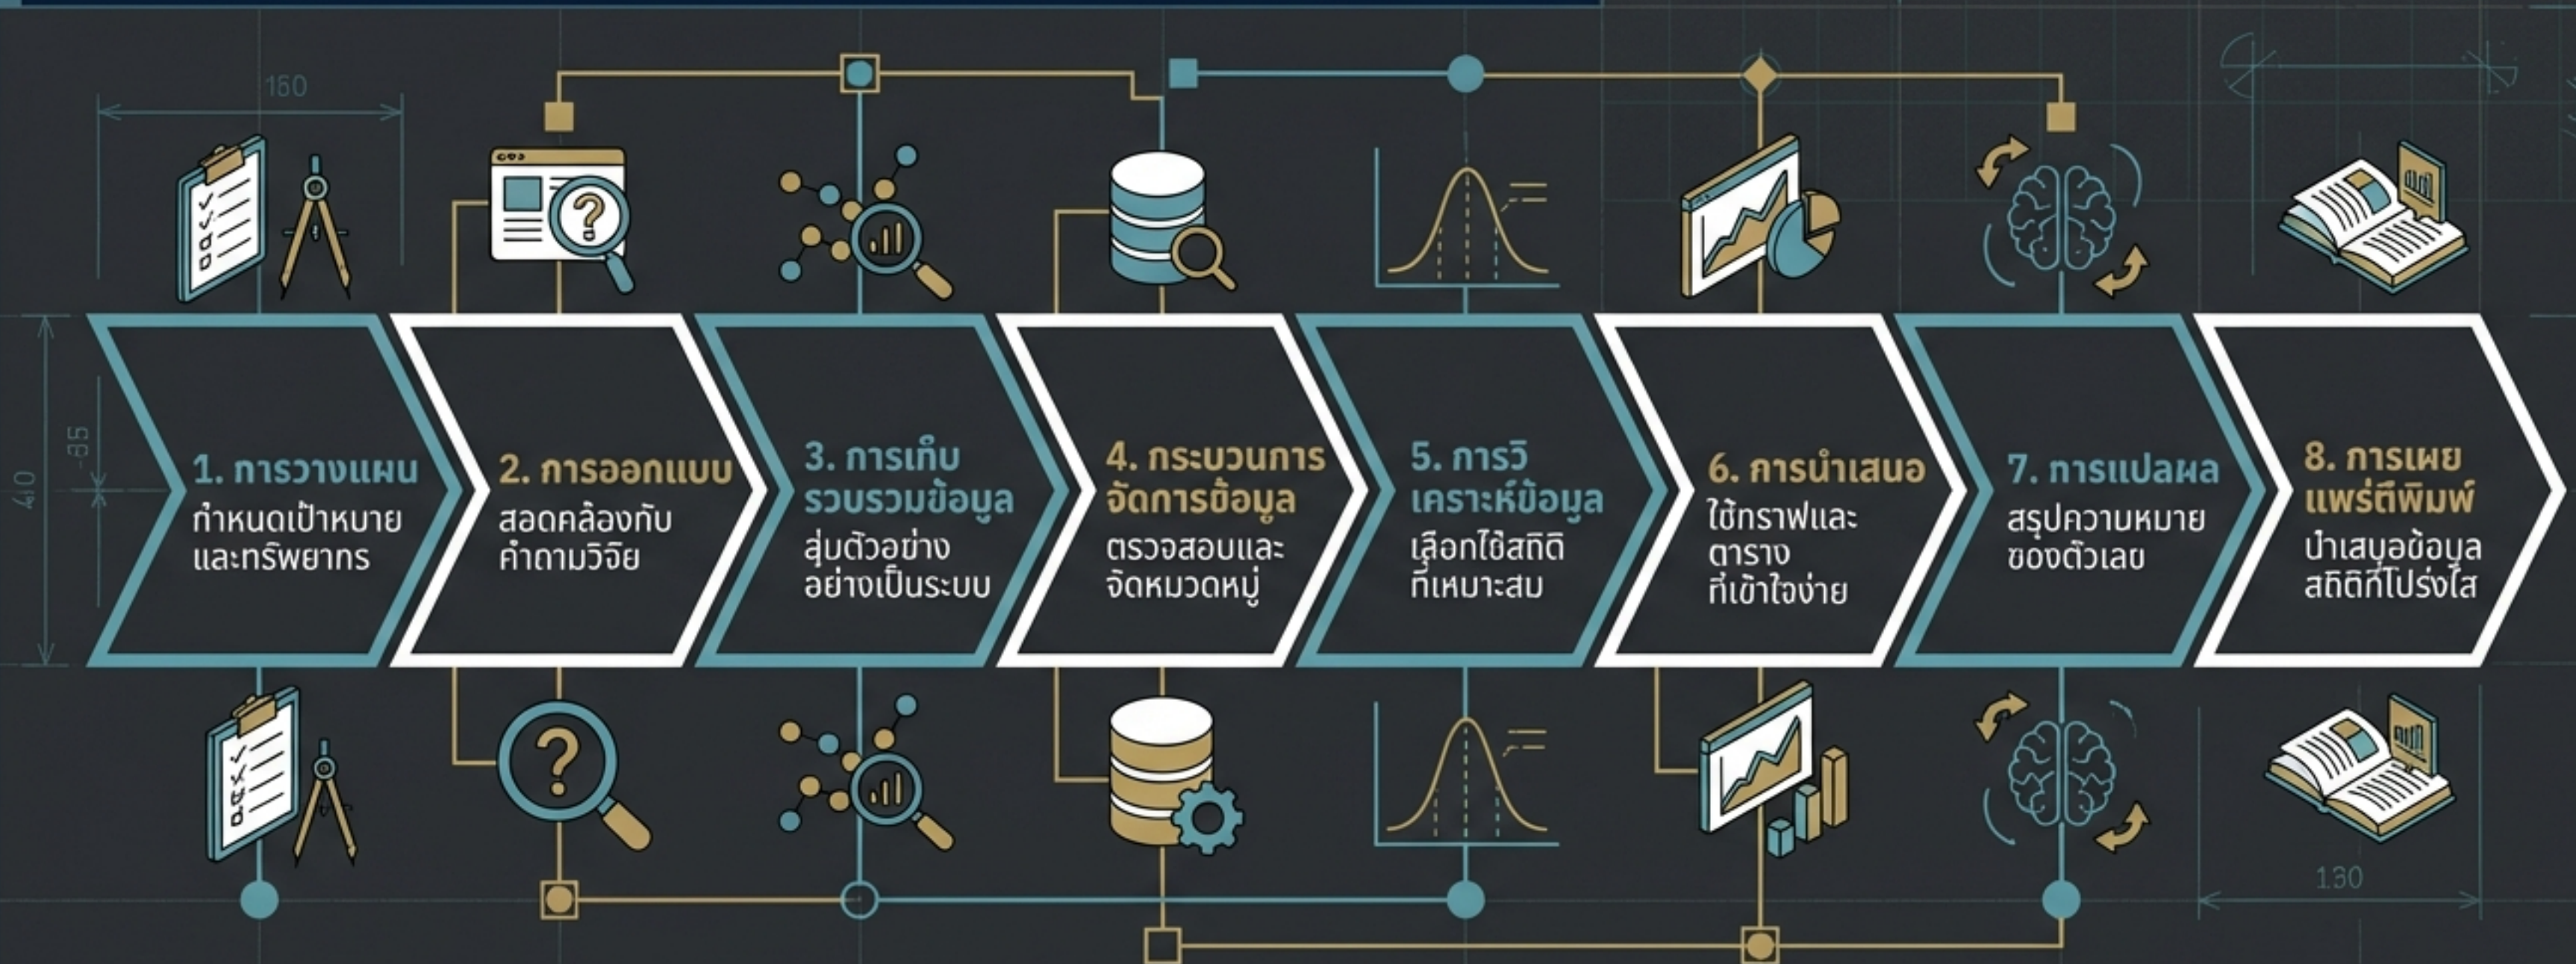 160
40
-85
1. การวางแผน
กำหนดเป้าหมาย
และทรัพยากร
2. การออกแบบ
สอดคล้องกับ
คำถามวิจัย
3. การเก็บ
รวบรวมข้อมูล
สุ่มตัวอย่าง
อย่างเป็นระบบ
4. กระบวนการ
จัดการข้อมูล
ตรวจสอบและ
จัดหมวดหมู่
5. การวิ
เคราะห์ข้อมูล
เลือกใช้สถิติ
ที่เหมาะสม
6. การนำเสนอ
ใช้กราฟและ
ตาราง
ที่เข้าใจง่าย
7. การแปลผล
สรุปความหมาย
ของตัวเลข
8. การเผย
แพร่ตีพิมพ์
นำเสนอข้อมูล
สถิติที่โปร่งใส
130